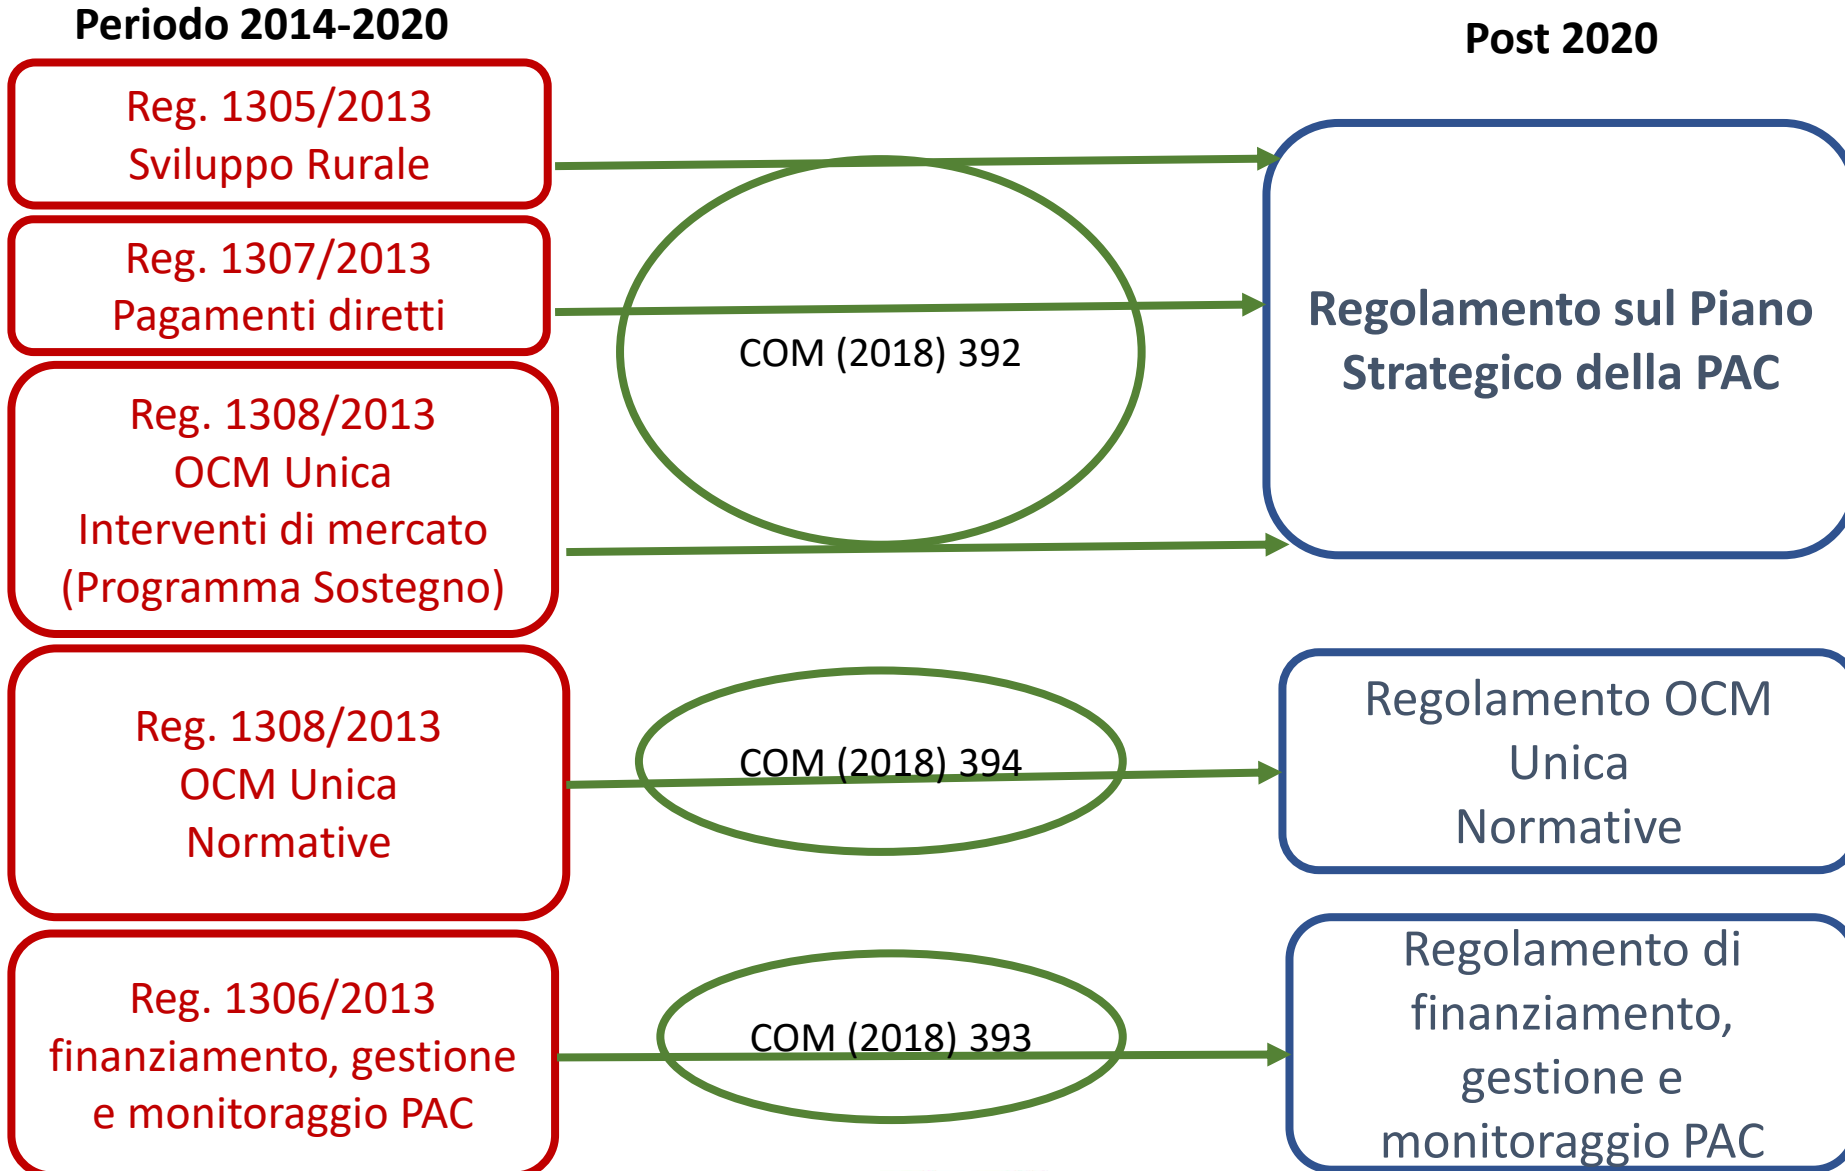 Periodo 2014-2020
Post 2020
Reg. 1305/2013
Sviluppo Rurale
Reg. 1307/2013
Pagamenti diretti
Reg. 1308/2013
OCM Unica
Interventi di mercato
(Programma Sostegno)
COM (2018) 392
Regolamento sul Piano
Strategico della PAC
Reg. 1308/2013
OCM Unica
Normative
COM (2018) 394
Regolamento OCM
Unica
Normative
Reg. 1306/2013
finanziamento, gestione
e monitoraggio PAC
COM (2018) 393
Regolamento di
finanziamento,
gestione e
monitoraggio PAC